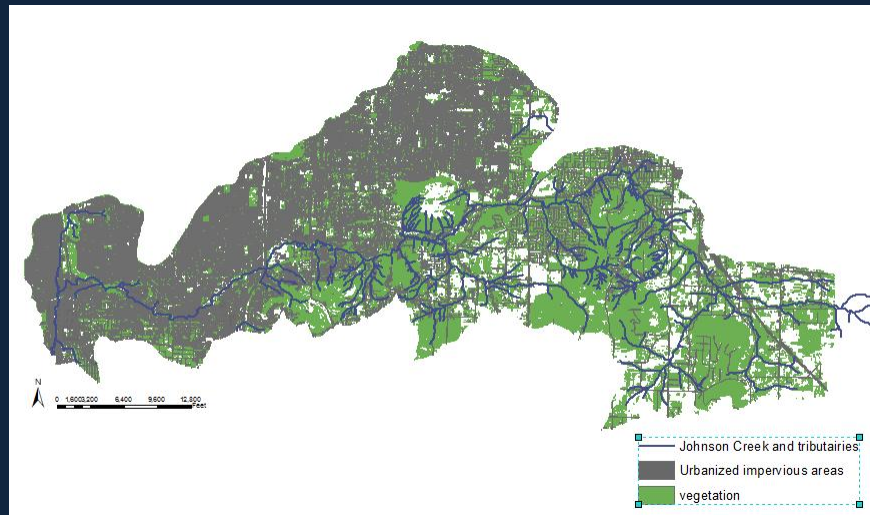 N
0 1,6003,200 6,400 9,600 12,800
Feet
Johnson Creek and tributairies
Urbanized impervious areas
vegetation